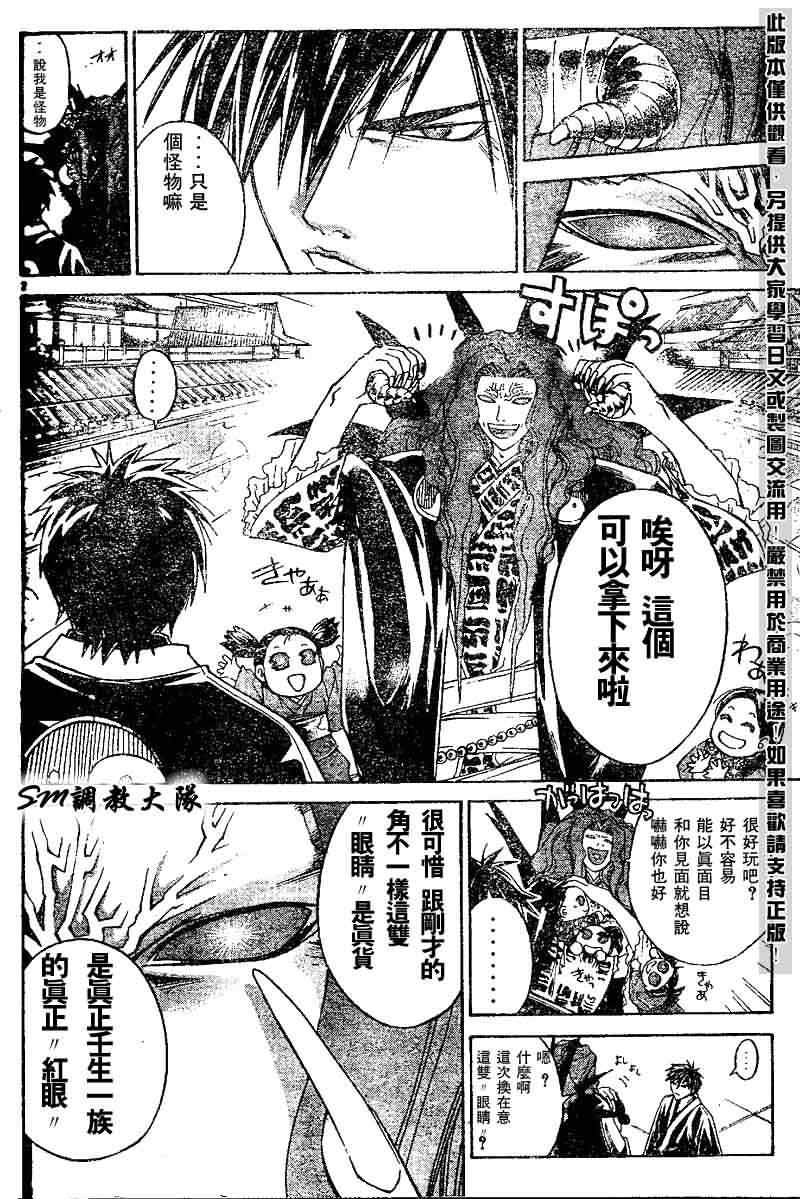 此版本僅供觀看，另提供大家學習日文或製圖交流用！嚴禁用於商業用途！如果喜歡請支持正版！
‥‥只是
個怪物嘛
‥說我是怪物
オオ
2
すぽっ
‥‥‥
唉呀 這個
可以拿下來啦
きゃあぁ
わぁ
かっはっはっ
很好玩吧？
好不容易
能以眞面目
和你見面就想說
嚇嚇你也好
‥‥‥
きゃあ
‥‥
よしよし
嗯？
什麼啊
這次換在意
這雙〃眼睛〃？
很可惜 跟剛才的
角不一樣這雙
〃眼睛〃是眞貨
是眞正壬生一族
的眞正〃紅眼〃
SM調教大隊